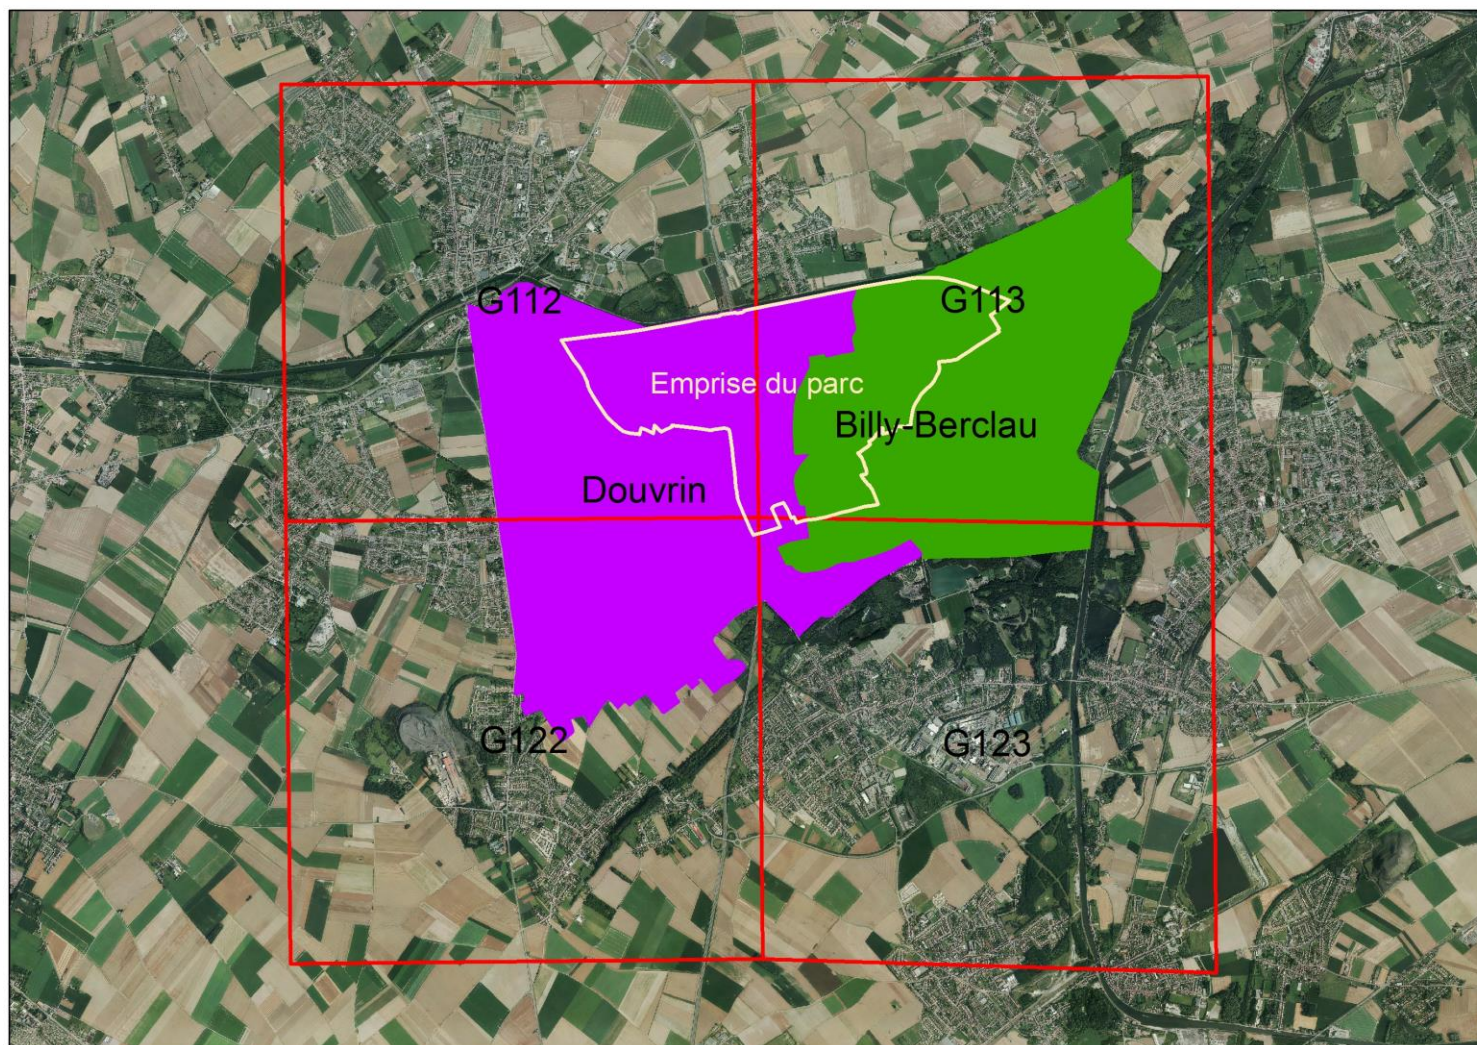 G112
G113
Emprise du parc
Billy-Berclau
Douvrin
G122
G123